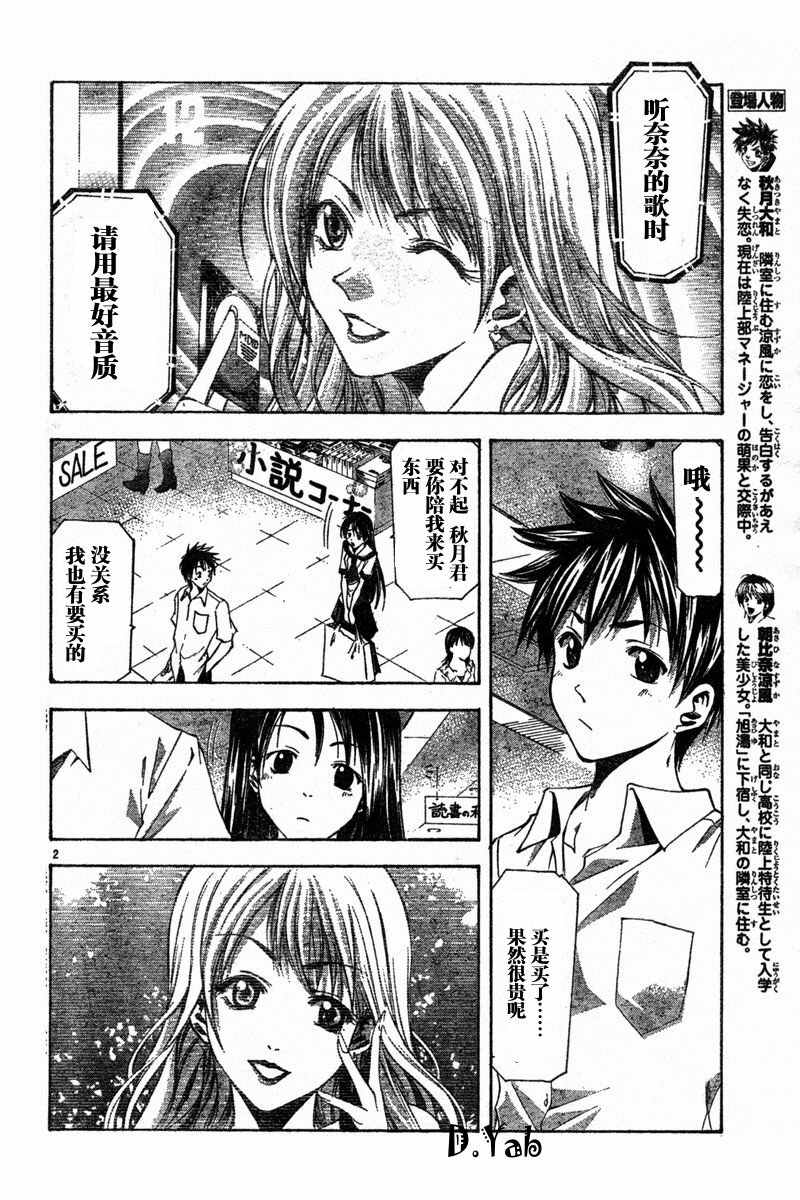 听奈奈的歌时
请用最好音质
12
SALE
小説コーナー
对不起 秋月君
要你陪我来买
东西
没关系
我也有要买的
哦
読書の
买是买了……
果然很贵呢
2
登場人物
秋月大和 隣室に住む涼風に恋をし、告白するがあえ
なく失恋。現在は陸上部マネージャーの萌果と交際中。
朝比奈涼風 大和と同じ高校に陸上特待生として入学
した美少女。「旭湯」に下宿し、大和の隣室に住む。
D.Yab